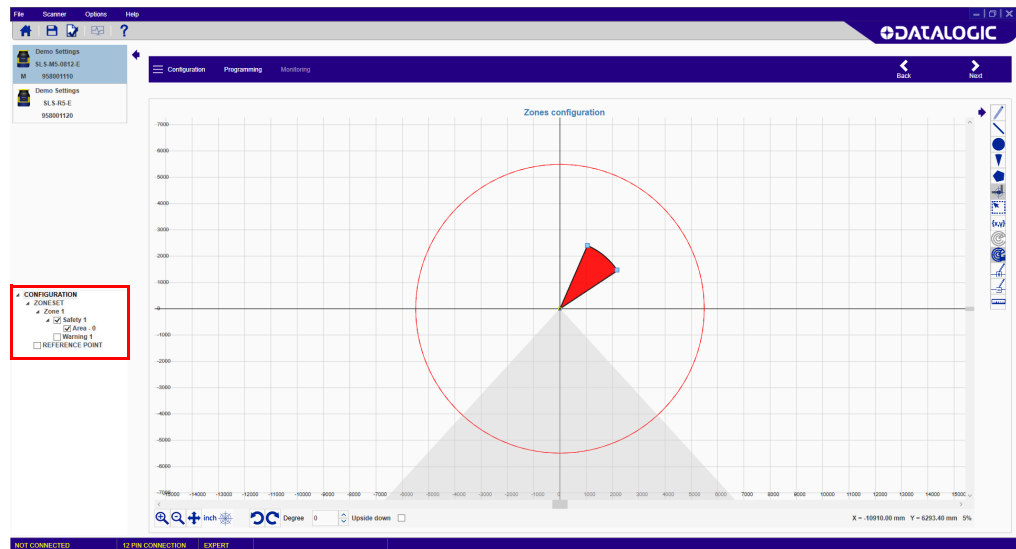 File Scanner Options Help
DATALOGIC
Demo Settings
SLS-M5-0812-E
M 958001110
Demo Settings
SLS-R5-E
958001120
Configuration Programming Monitoring
Back Next
Zones configuration
7000
6000
5000
4000
3000
2000
1000
0
-1000
-2000
-3000
-4000
-5000
-6000
-14000 -13000 -12000 -11000 -10000 -9000 -8000 -7000 -6000 -5000 -4000 -3000 -2000 -1000 0 1000 2000 3000 4000 5000 6000 7000 8000 9000 10000 11000 12000 13000 14000
CONFIGURATION
ZONESET
Zone 1
Safety 1
Area - 0
Warning 1
REFERENCE POINT
{x,y}
inch Degree 0 Upside down X = -10910.00 mm Y = 6293.40 mm 5%
NOT CONNECTED 12 PIN CONNECTION EXPERT